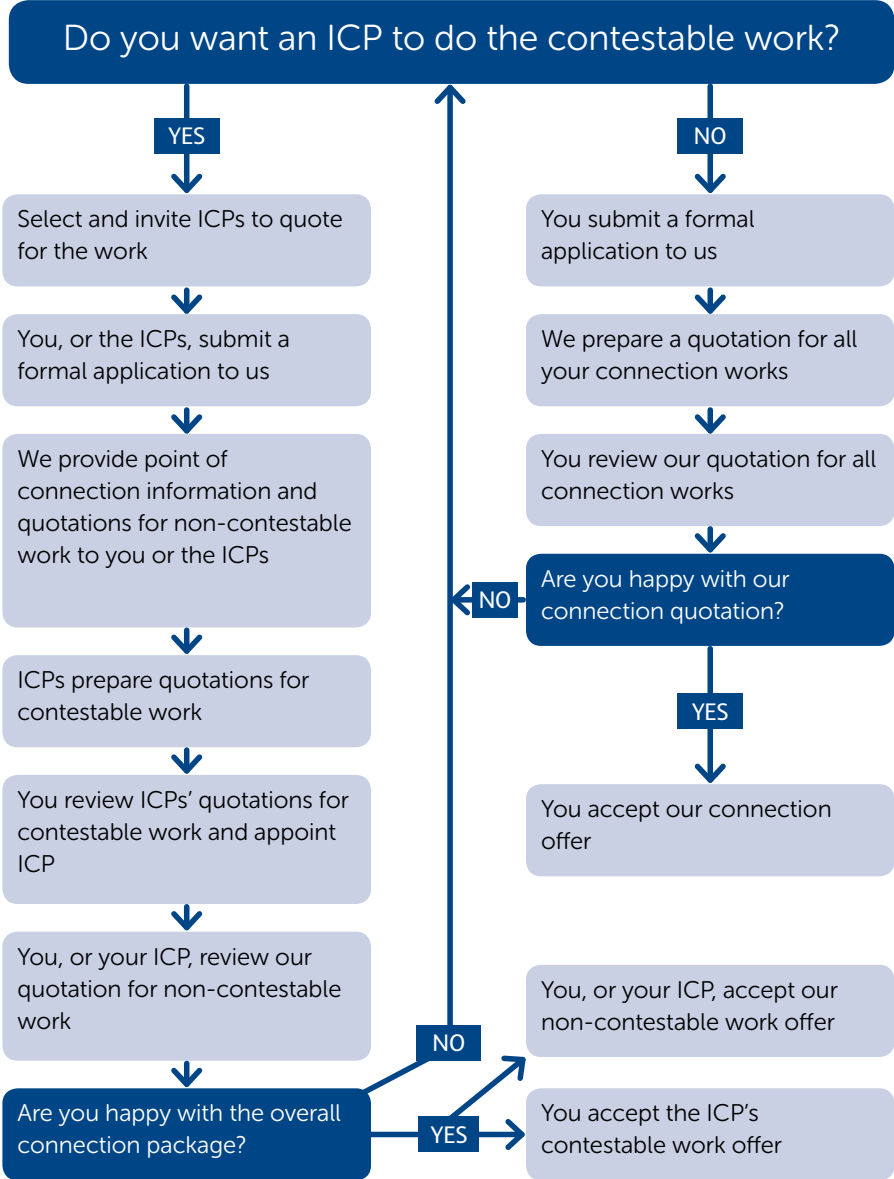 Do you want an ICP to do the contestable work?
YES
Select and invite ICPs to quote
for the work
You, or the ICPs, submit a
formal application to us
We provide point of
connection information and
quotations for non-contestable
work to you or the ICPs
ICPs prepare quotations for
contestable work
You review ICPs’ quotations for
contestable work and appoint
ICP
You, or your ICP, review our
quotation for non-contestable
work
Are you happy with the overall
connection package?
NO
YES
NO
You submit a formal
application to us
We prepare a quotation for all
your connection works
You review our quotation for all
connection works
Are you happy with our
connection quotation?
NO
YES
You accept our connection
offer
You, or your ICP, accept our
non-contestable work offer
You accept the ICP’s
contestable work offer